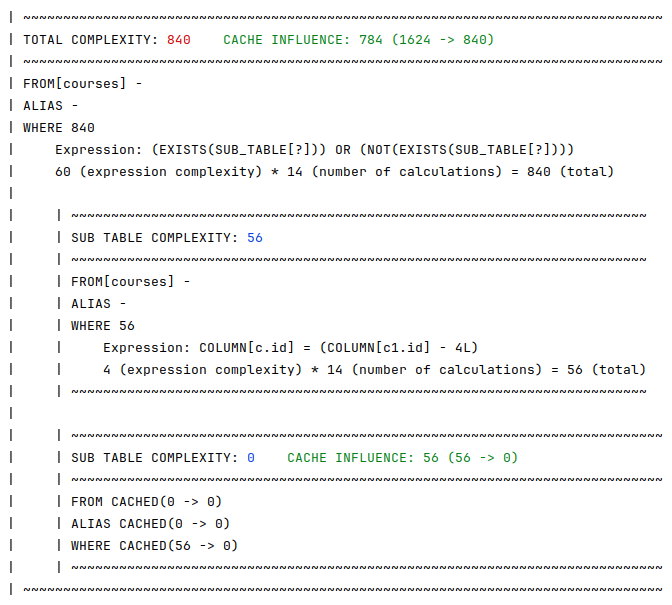 | ~~~~~~~~~~~~~~~~~~~~~~~~~~~~~~~~~~~~~~~~~~~~~~~~~~~~~~~~~~~~~~~~~~~~~~~~~~~~~~~~
| TOTAL COMPLEXITY: 840    CACHE INFLUENCE: 784 (1624 -> 840)
| ~~~~~~~~~~~~~~~~~~~~~~~~~~~~~~~~~~~~~~~~~~~~~~~~~~~~~~~~~~~~~~~~~~~~~~~~~~~~~~~~
| FROM[courses] -
| ALIAS -
| WHERE 840
|     Expression: (EXISTS(SUB_TABLE[?])) OR (NOT(EXISTS(SUB_TABLE[?])))
|     60 (expression complexity) * 14 (number of calculations) = 840 (total)
|
|     | ~~~~~~~~~~~~~~~~~~~~~~~~~~~~~~~~~~~~~~~~~~~~~~~~~~~~~~~~~~~~~~~~~~~~~~~~
|     | SUB TABLE COMPLEXITY: 56
|     | ~~~~~~~~~~~~~~~~~~~~~~~~~~~~~~~~~~~~~~~~~~~~~~~~~~~~~~~~~~~~~~~~~~~~~~~~
|     | FROM[courses] -
|     | ALIAS -
|     | WHERE 56
|     |     Expression: COLUMN[c.id] = (COLUMN[c1.id] - 4L)
|     |     4 (expression complexity) * 14 (number of calculations) = 56 (total)
|     | ~~~~~~~~~~~~~~~~~~~~~~~~~~~~~~~~~~~~~~~~~~~~~~~~~~~~~~~~~~~~~~~~~~~~~~~~
|
|     | ~~~~~~~~~~~~~~~~~~~~~~~~~~~~~~~~~~~~~~~~~~~~~~~~~~~~~~~~~~~~~~~~~~~~~~~~~~
|     | SUB TABLE COMPLEXITY: 0    CACHE INFLUENCE: 56 (56 -> 0)
|     | ~~~~~~~~~~~~~~~~~~~~~~~~~~~~~~~~~~~~~~~~~~~~~~~~~~~~~~~~~~~~~~~~~~~~~~~~~~
|     | FROM CACHED(0 -> 0)
|     | ALIAS CACHED(0 -> 0)
|     | WHERE CACHED(56 -> 0)
|     | ~~~~~~~~~~~~~~~~~~~~~~~~~~~~~~~~~~~~~~~~~~~~~~~~~~~~~~~~~~~~~~~~~~~~~~~~~~
| ~~~~~~~~~~~~~~~~~~~~~~~~~~~~~~~~~~~~~~~~~~~~~~~~~~~~~~~~~~~~~~~~~~~~~~~~~~~~~~~~